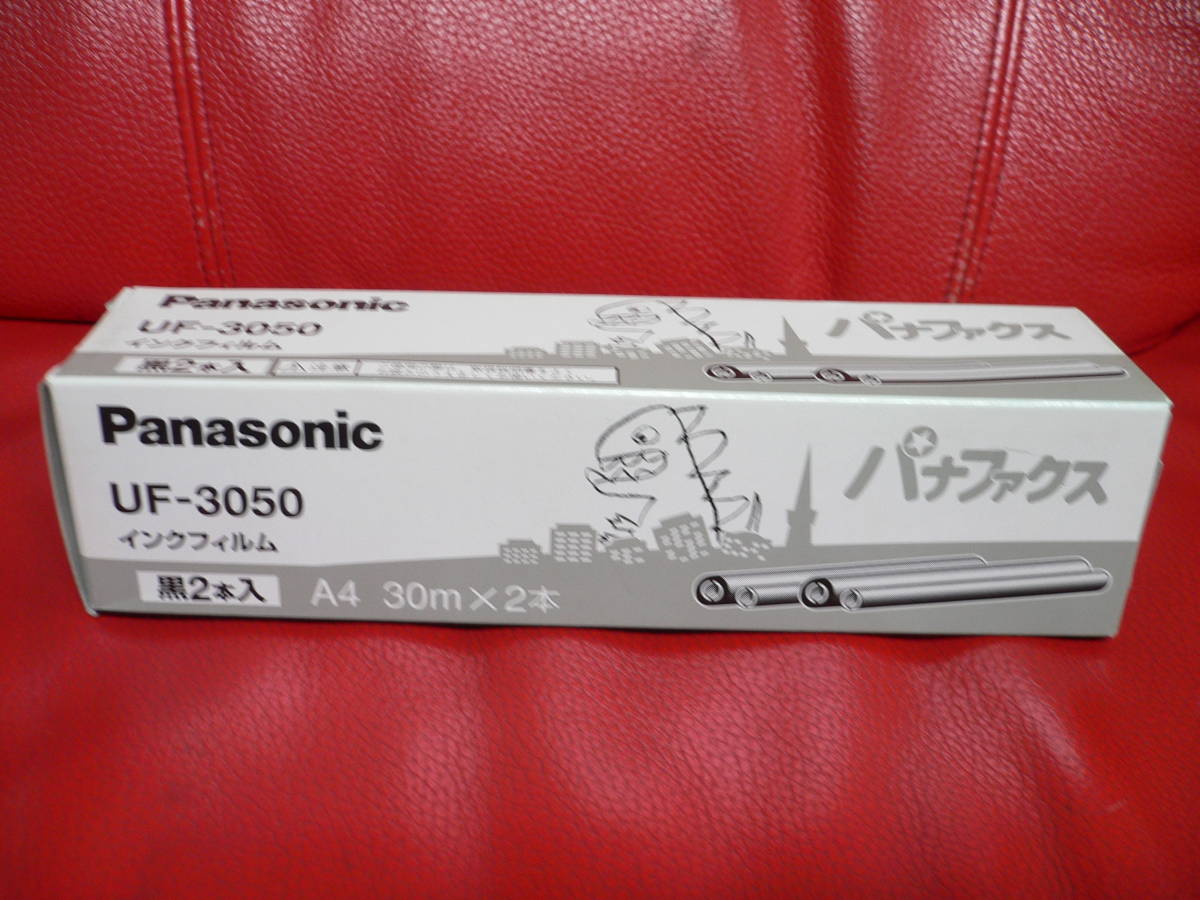 Panasonic
UF-3050
インクフィルム
黒2本入
パナファクス
Panasonic
UF-3050
インクフィルム
黒2本入 A4 30m×2本
パナファクス